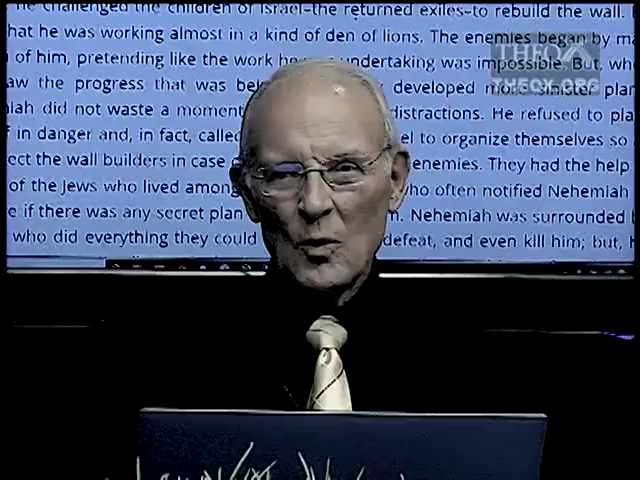 he challenged the children of Israel-the returned exiles-to rebuild the wall.
hat he was working almost in a kind of den of lions. The enemies began by
of him, pretending like the work he undertaking was impossible. But,
aw the progress that was developed more sinister
iah did not waste a moment distractions. He refused to
in danger and, in fact, called el to organize themselves so
ect the wall builders in case enemies. They had the help
of the Jews who lived among who often notified Nehemiah
e if there was any secret plan Nehemiah was surrounded
who did everything they could defeat, and even kill him; but,
THEOX
THEOX.ORG